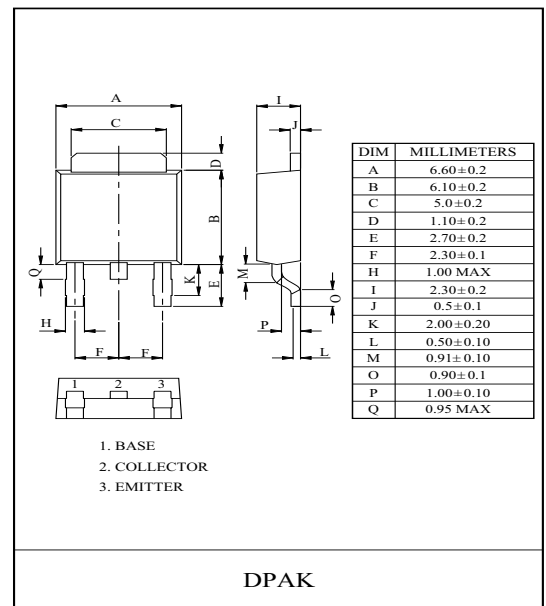 A
C
D
B
Q
K
E
H
F F
1 2 3
I
J
M
O
P
L
1. BASE
2. COLLECTOR
3. EMITTER
DIM MILLIMETERS
A 6.60±0.2
B 6.10±0.2
C 5.0±0.2
D 1.10±0.2
E 2.70±0.2
F 2.30±0.1
H 1.00 MAX
I 2.30±0.2
J 0.5±0.1
K 2.00±0.20
L 0.50±0.10
M 0.91±0.10
O 0.90±0.1
P 1.00±0.10
Q 0.95 MAX
DPAK